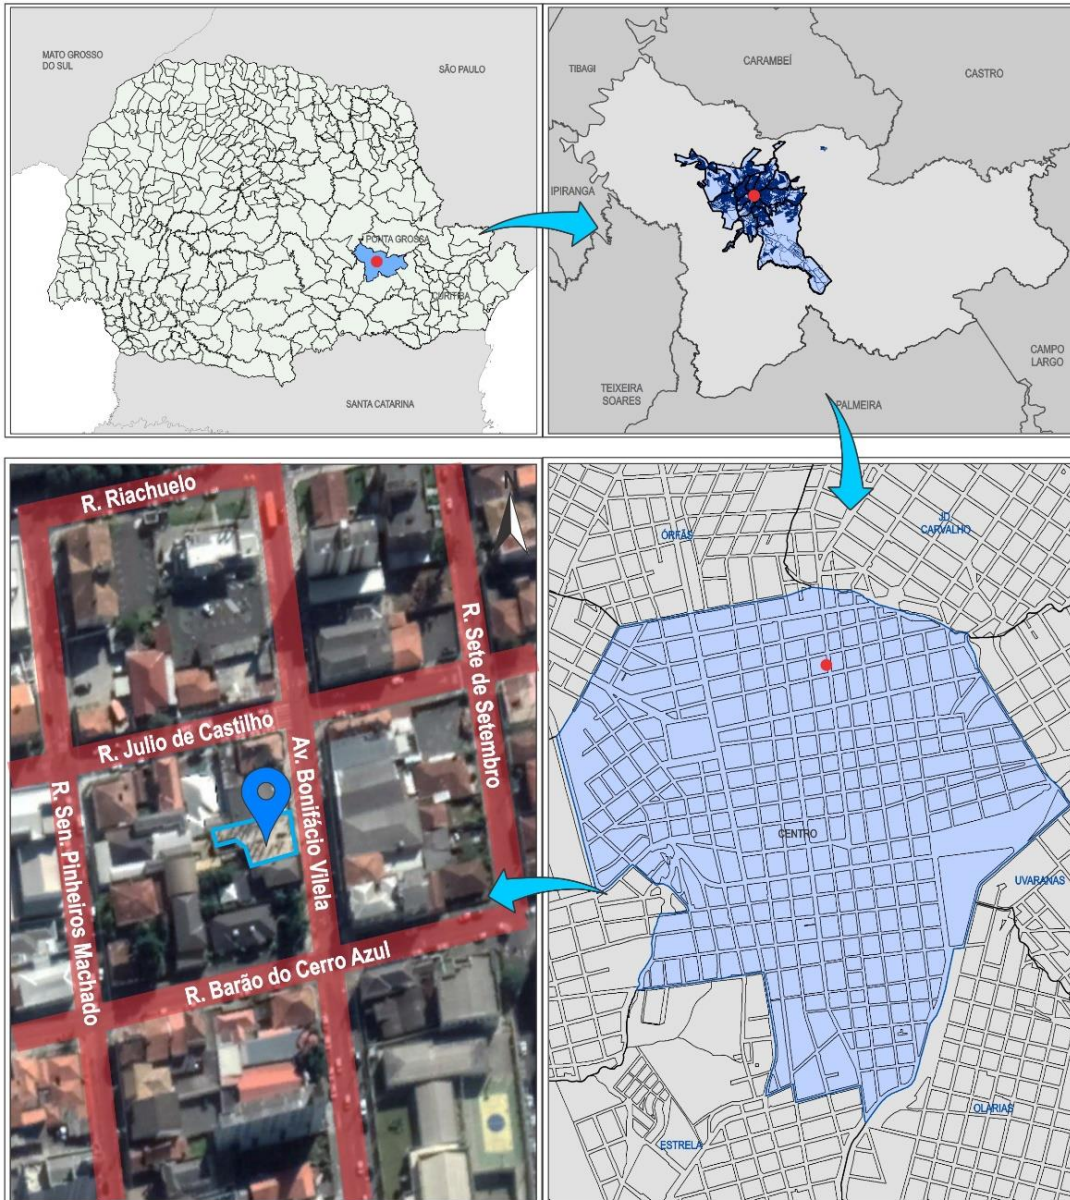 MATO GROSSO
DO SUL
SÃO PAULO
PONTA GROSSA
CURITIBA
SANTA CATARINA
TIBAGI
CARAMBEÍ
CASTRO
IPIRANGA
TEIXEIRA
SOARES
PALMEIRA
CAMPO
LARGO
R. Riachuelo
R. Sete de Setembro
R. Julio de Castilho
Av. Bonifácio Vilela
R. Sen. Pinheiros Machado
R. Barão do Cerro Azul
ÓRFÃS
JD.
CARVALHO
CENTRO
UVARANAS
OLARIAS
ESTRELA